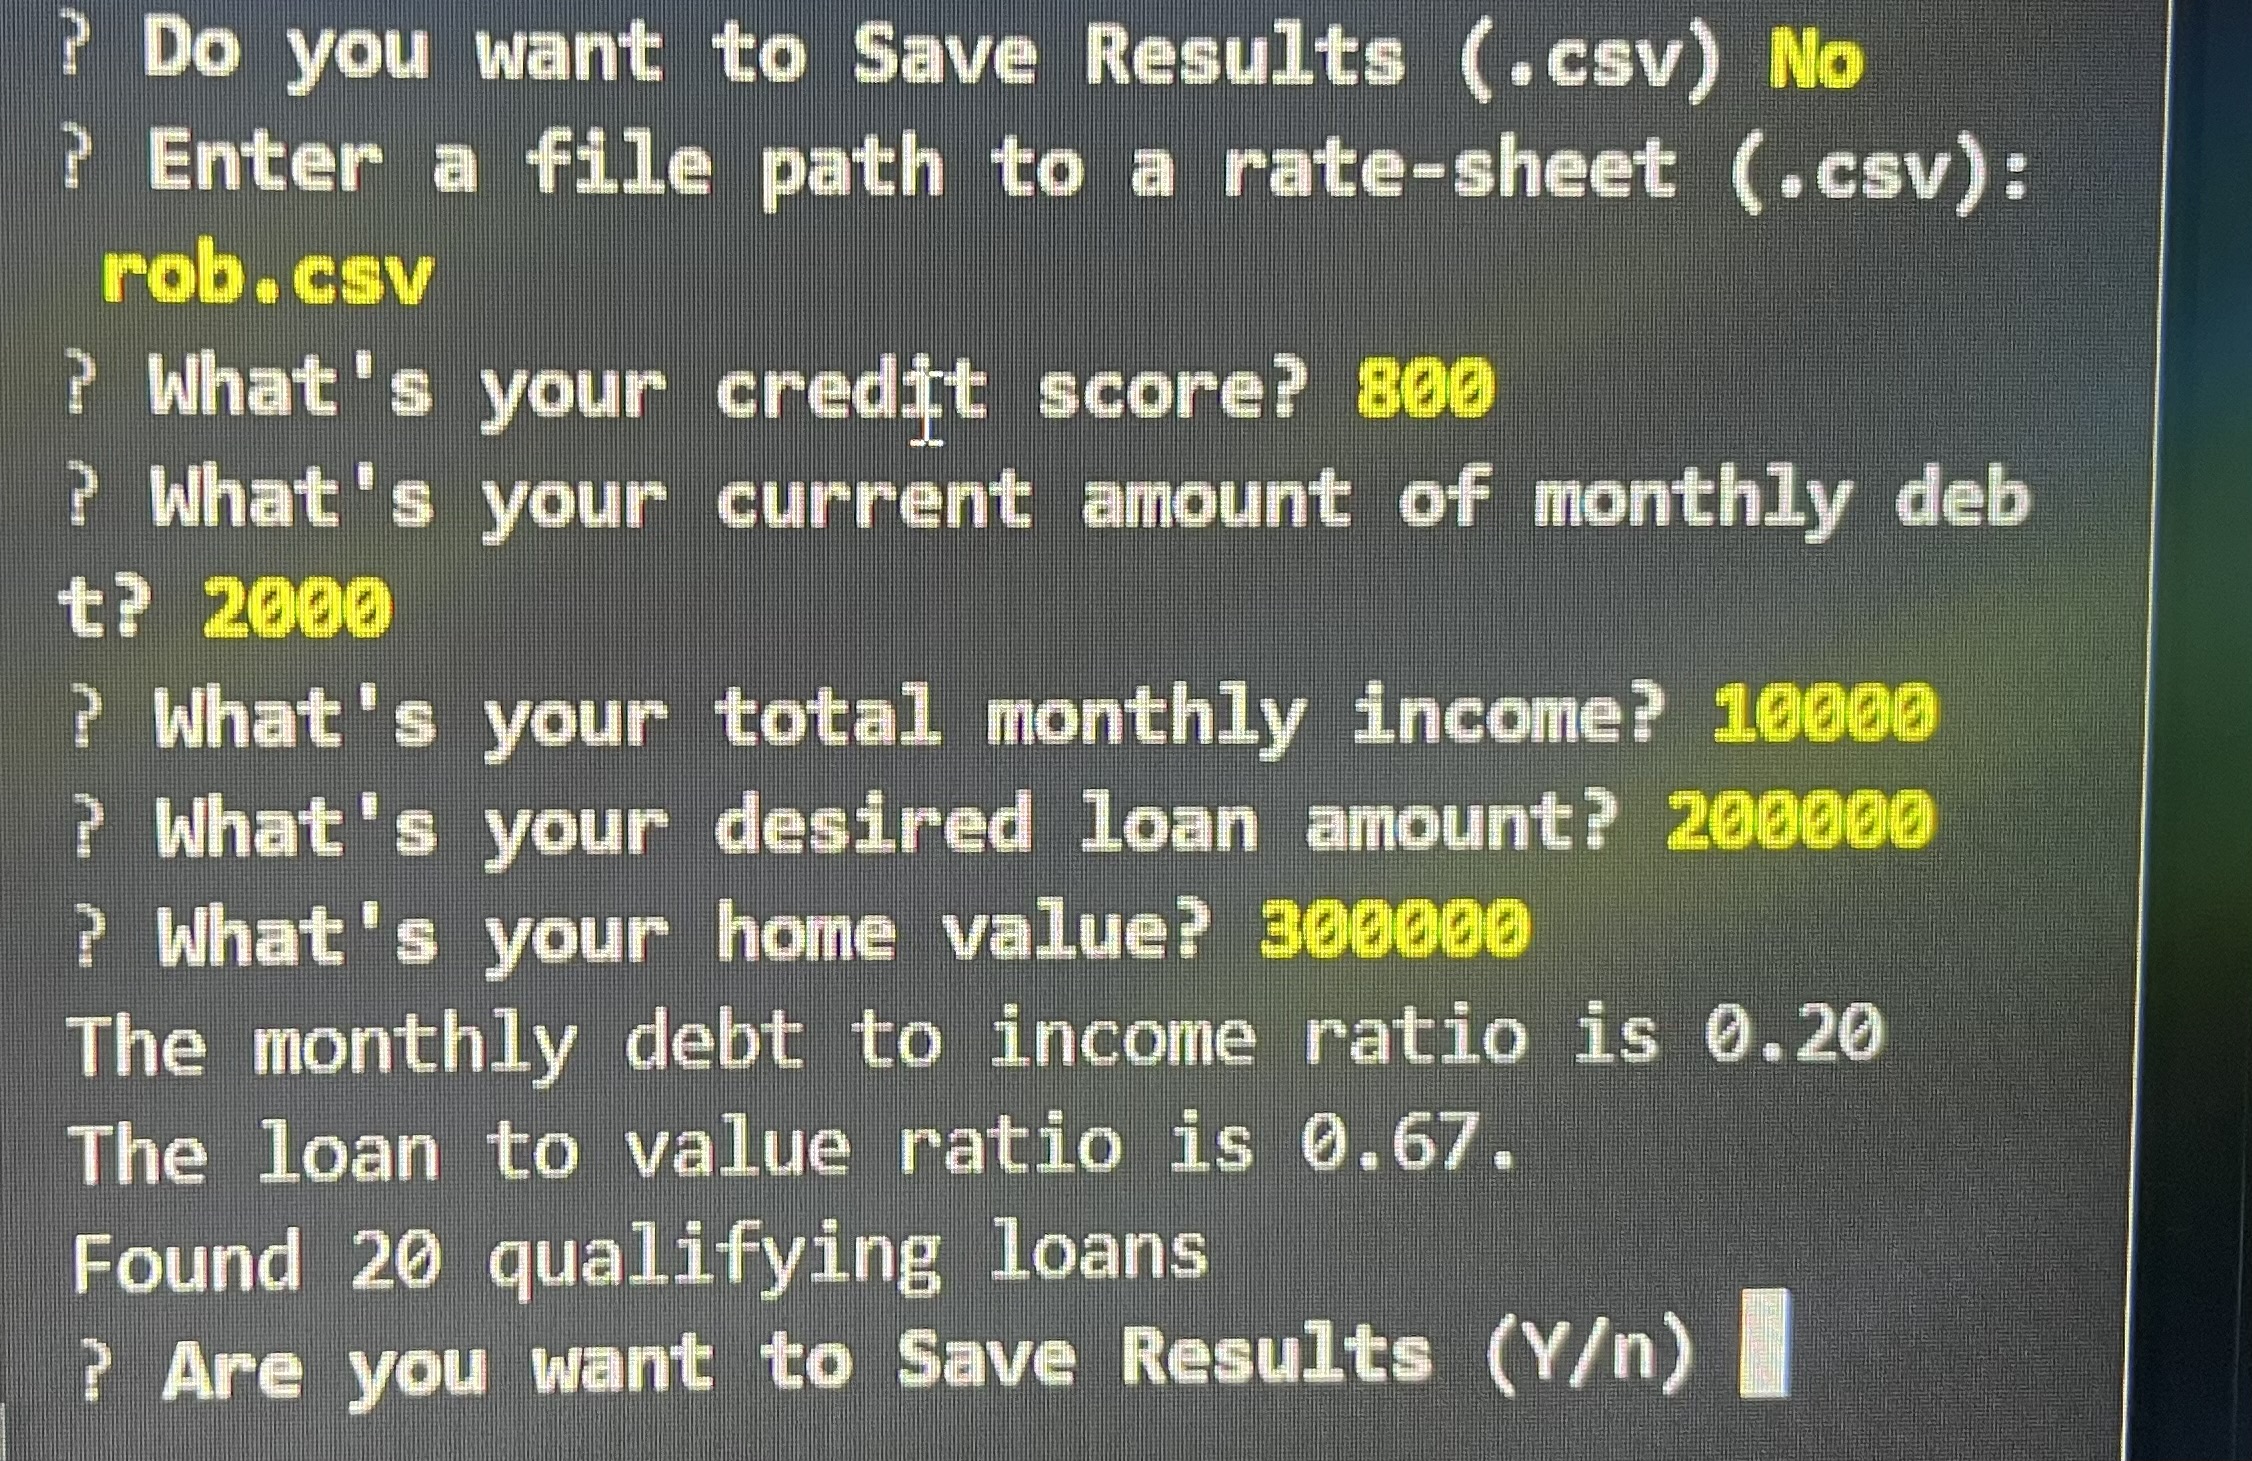 ? Do you want to Save Results (.csv) No
? Enter a file path to a rate-sheet (.csv):
rob.csv
? What's your credit score? 800
? What's your current amount of monthly deb
t? 2000
? What's your total monthly income? 10000
? What's your desired loan amount? 200000
? What's your home value? 300000
The monthly debt to income ratio is 0.20
The loan to value ratio is 0.67.
Found 20 qualifying loans
? Are you want to Save Results (Y/n)